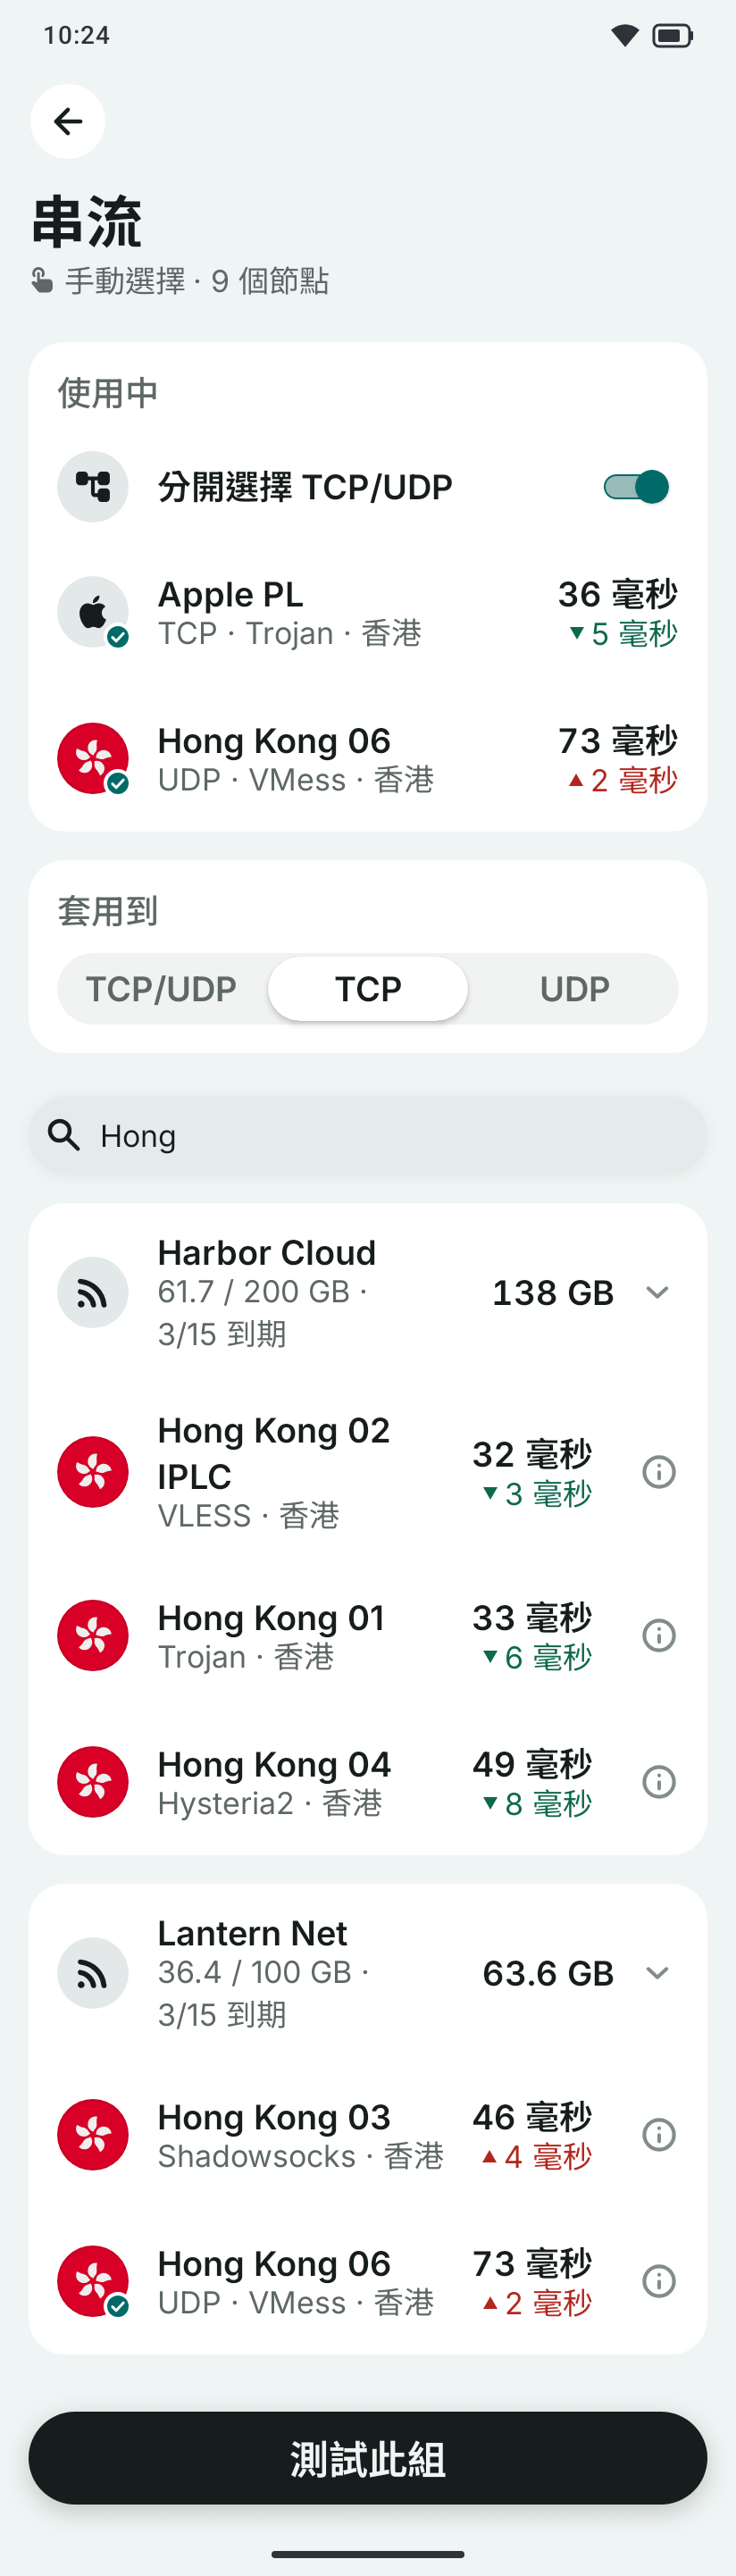 10:24
串流
手動選擇 · 9 個節點
使用中
分開選擇 TCP/UDP
Apple PL
36 毫秒
TCP · Trojan · 香港
▼5 毫秒
Hong Kong 06
73 毫秒
UDP · VMess · 香港
▲2 毫秒
套用到
TCP/UDP
TCP
UDP
Hong
Harbor Cloud
61.7 / 200 GB ·
3/15 到期
138 GB
Hong Kong 02
IPLC
VLESS · 香港
32 毫秒
▼3 毫秒
Hong Kong 01
33 毫秒
Trojan · 香港
▼6 毫秒
Hong Kong 04
49 毫秒
Hysteria2 · 香港
▼8 毫秒
Lantern Net
36.4 / 100 GB ·
3/15 到期
63.6 GB
Hong Kong 03
46 毫秒
Shadowsocks · 香港
▲4 毫秒
Hong Kong 06
73 毫秒
UDP · VMess · 香港
▲2 毫秒
測試此組